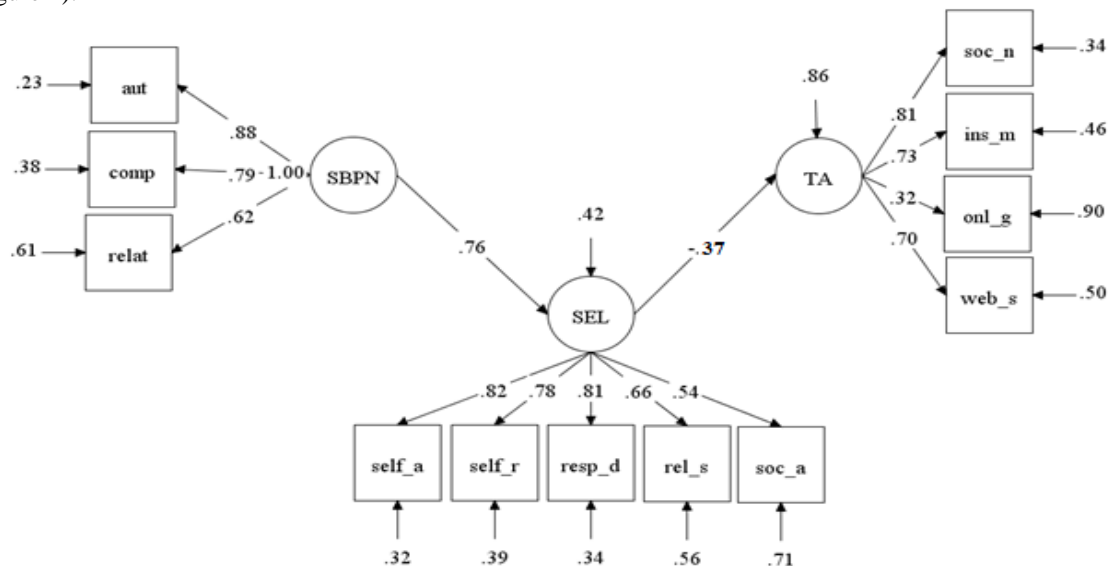 soc_n
.34
.23
aut
.86
.81
.88
ins_m
.46
.73
.38
comp
.79
-1.00
SBPN
TA
.32
onl_g
.90
.62
.42
.61
relat
.70
.76
-.37
web_s
.50
SEL
.82
.78
.81
.66
.54
self_a
self_r
resp_d
rel_s
soc_a
.32
.39
.34
.56
.71